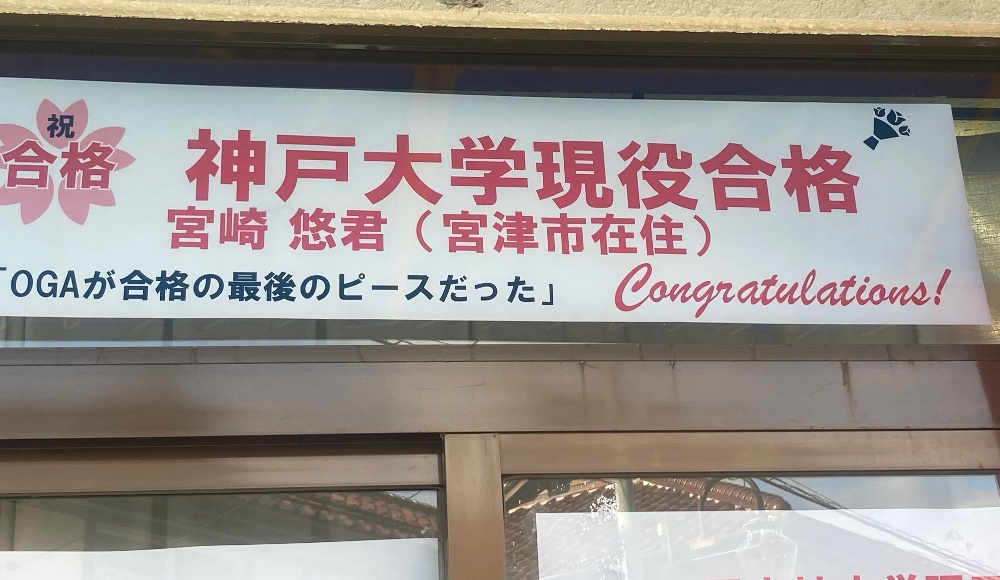 祝
合格
神戸大学現役合格
宮崎 悠君（宮津市在住）
「OGAが合格の最後のピースだった」
Congratulations!